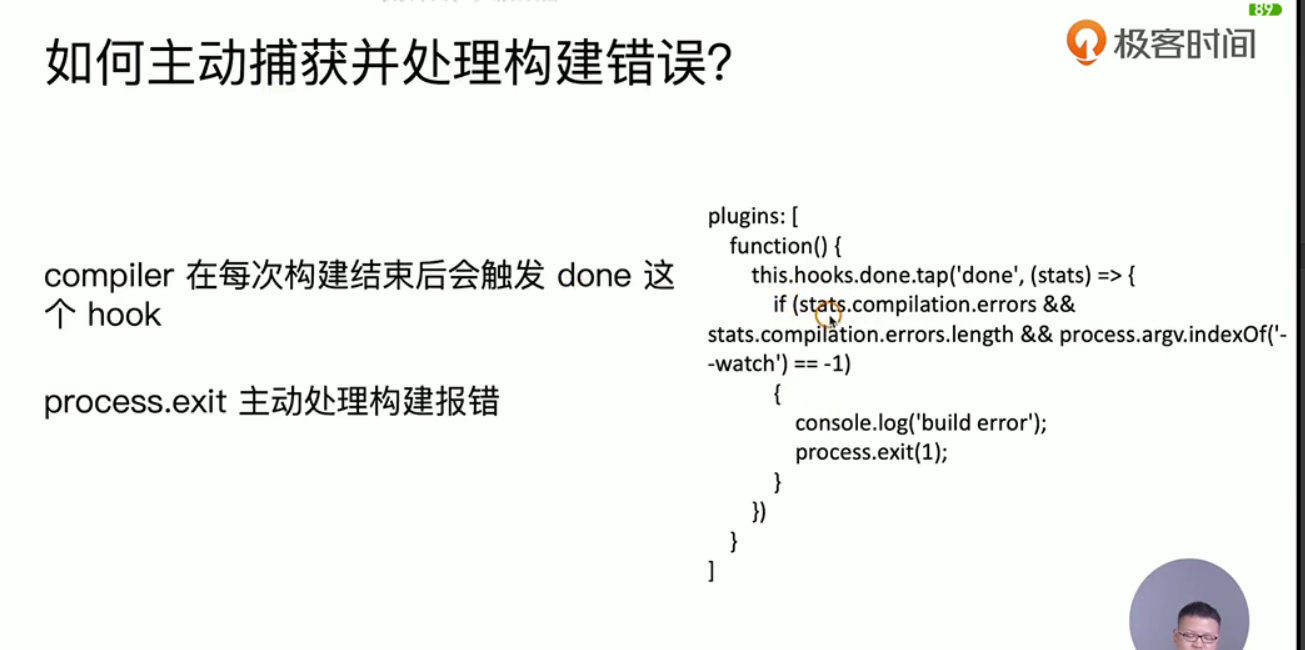 89
极客时间
如何主动捕获并处理构建错误?
compiler 在每次构建结束后会触发 done 这
个 hook
process.exit 主动处理构建报错
plugins: [
function() {
this.hooks.done.tap('done', (stats) => {
if (stats.compilation.errors &&
stats.compilation.errors.length && process.argv.indexOf('-
-watch') == -1)
{
console.log('build error');
process.exit(1);
}
})
}
]